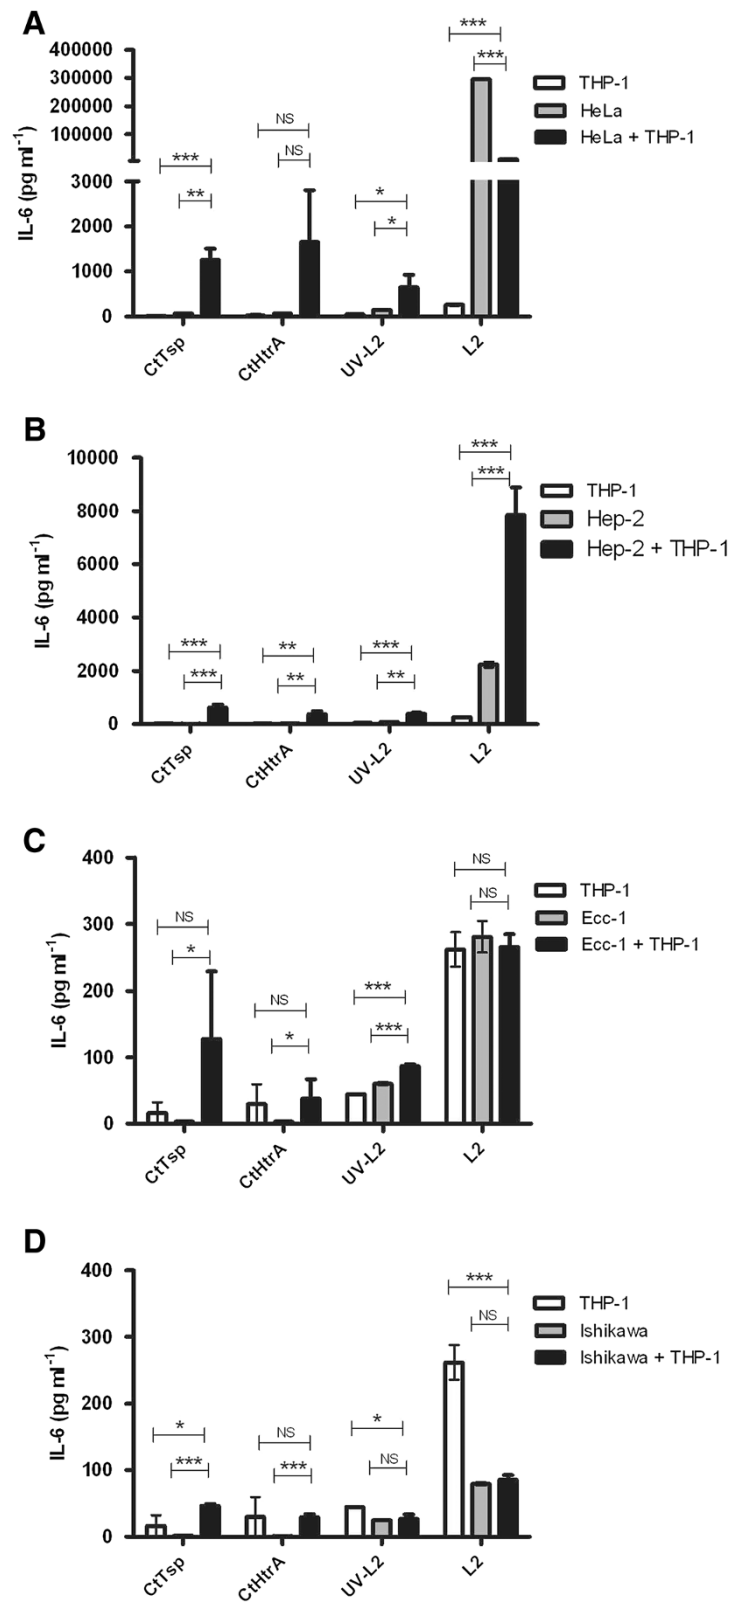 A
IL-6 (pg ml-1)
400000
300000
200000
100000
3000
2000
1000
0
***
**
NS
NS
*
*
***
***
CtTsp
CtHtrA
UV-L2
L2
THP-1
HeLa
HeLa + THP-1
B
IL-6 (pg ml-1)
10000
8000
6000
4000
2000
0
***
***
**
**
***
**
***
***
CtTsp
CtHtrA
UV-L2
L2
THP-1
Hep-2
Hep-2 + THP-1
C
IL-6 (pg ml-1)
400
300
200
100
0
NS
*
NS
*
***
***
NS
NS
CtTsp
CtHtrA
UV-L2
L2
THP-1
Ecc-1
Ecc-1 + THP-1
D
IL-6 (pg ml-1)
400
300
200
100
0
*
***
NS
***
*
NS
***
NS
CtTsp
CtHtrA
UV-L2
L2
THP-1
Ishikawa
Ishikawa + THP-1